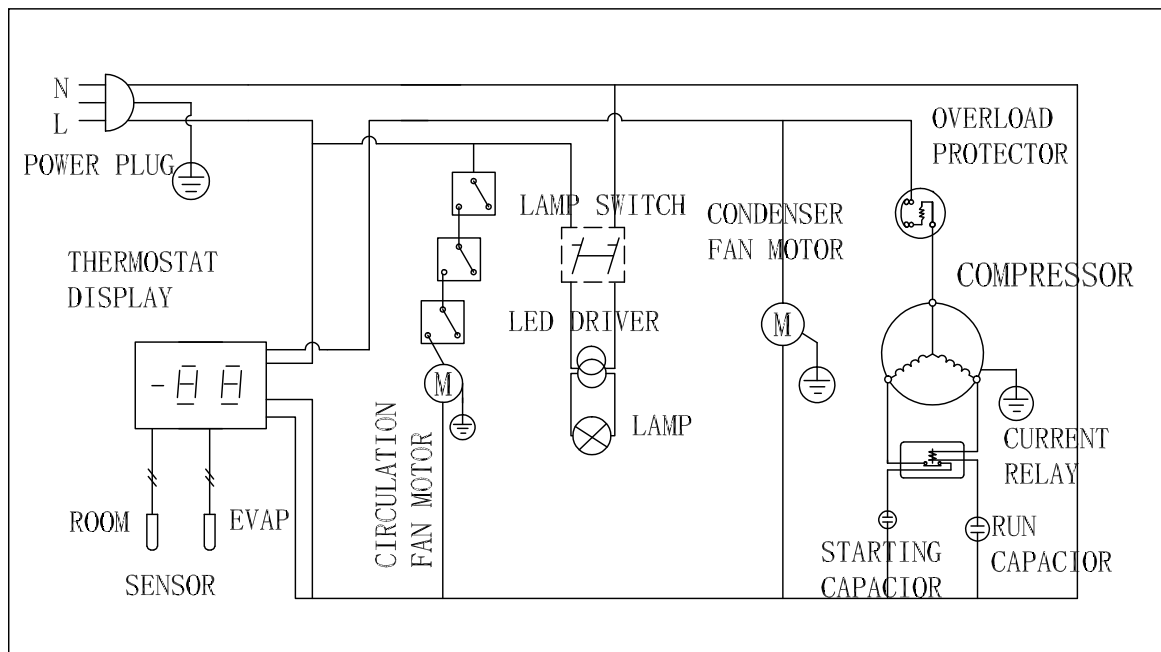 N
L
POWER PLUG
THERMOSTAT
DISPLAY
-88
ROOM
EVAP
SENSOR
CIRCULATION
FAN MOTOR
M
LAMP SWITCH
LED DRIVER
LAMP
CONDENSER
FAN MOTOR
M
OVERLOAD
PROTECTOR
COMPRESSOR
CURRENT
RELAY
STARTING
CAPACIOR
RUN
CAPACIOR